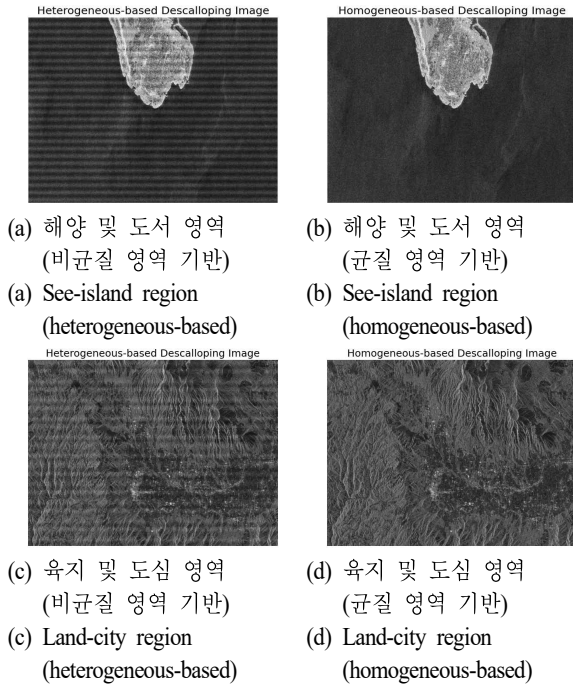 Heterogeneous-based Descalloping Image
Homogeneous-based Descalloping Image
(a) 해양 및 도서 영역
(비균질 영역 기반)
(a) See-island region
(heterogeneous-based)
(b) 해양 및 도서 영역
(균질 영역 기반)
(b) See-island region
(homogeneous-based)
Heterogeneous-based Descalloping Image
Homogeneous-based Descalloping Image
(c) 육지 및 도심 영역
(비균질 영역 기반)
(c) Land-city region
(heterogeneous-based)
(d) 육지 및 도심 영역
(균질 영역 기반)
(d) Land-city region
(homogeneous-based)